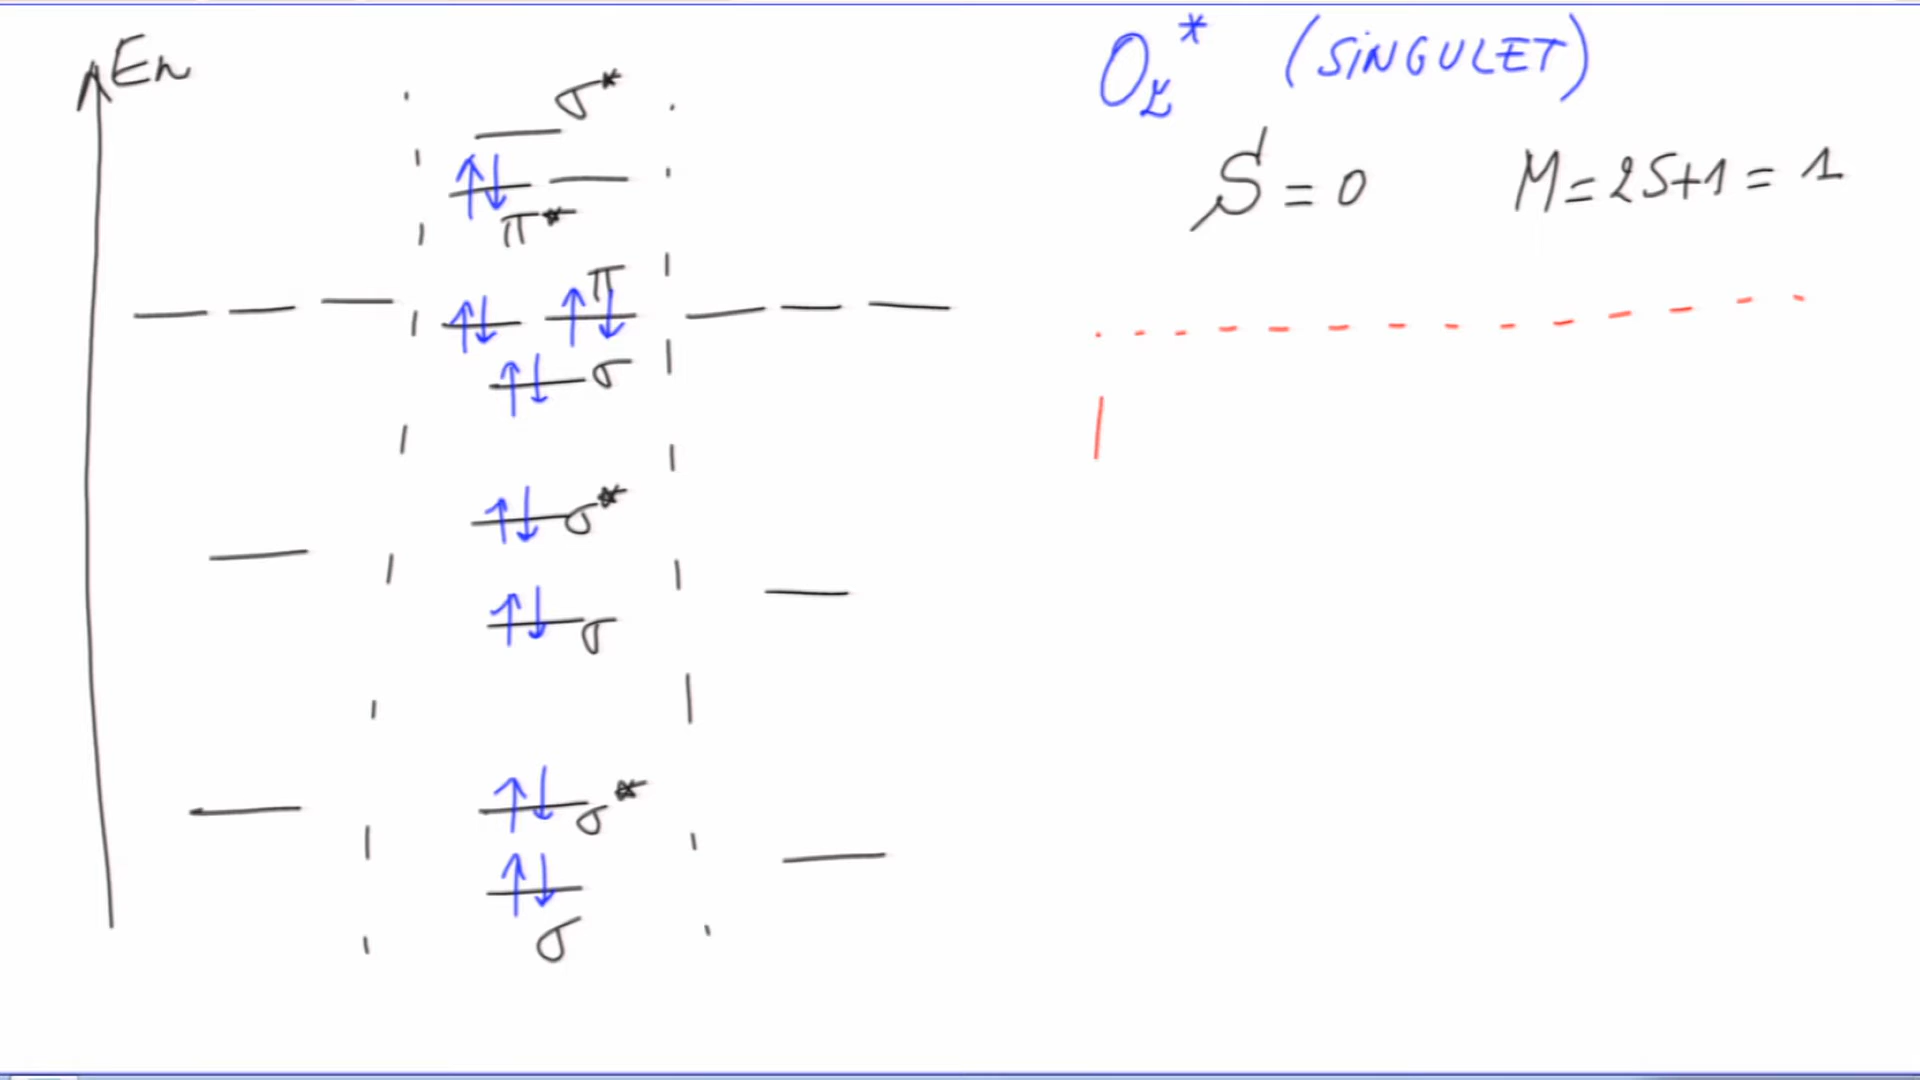 En
σ*
π*
π
σ
σ*
σ
σ*
σ
O₂* (SINGULET)
S = 0 M = 2S+1 = 1